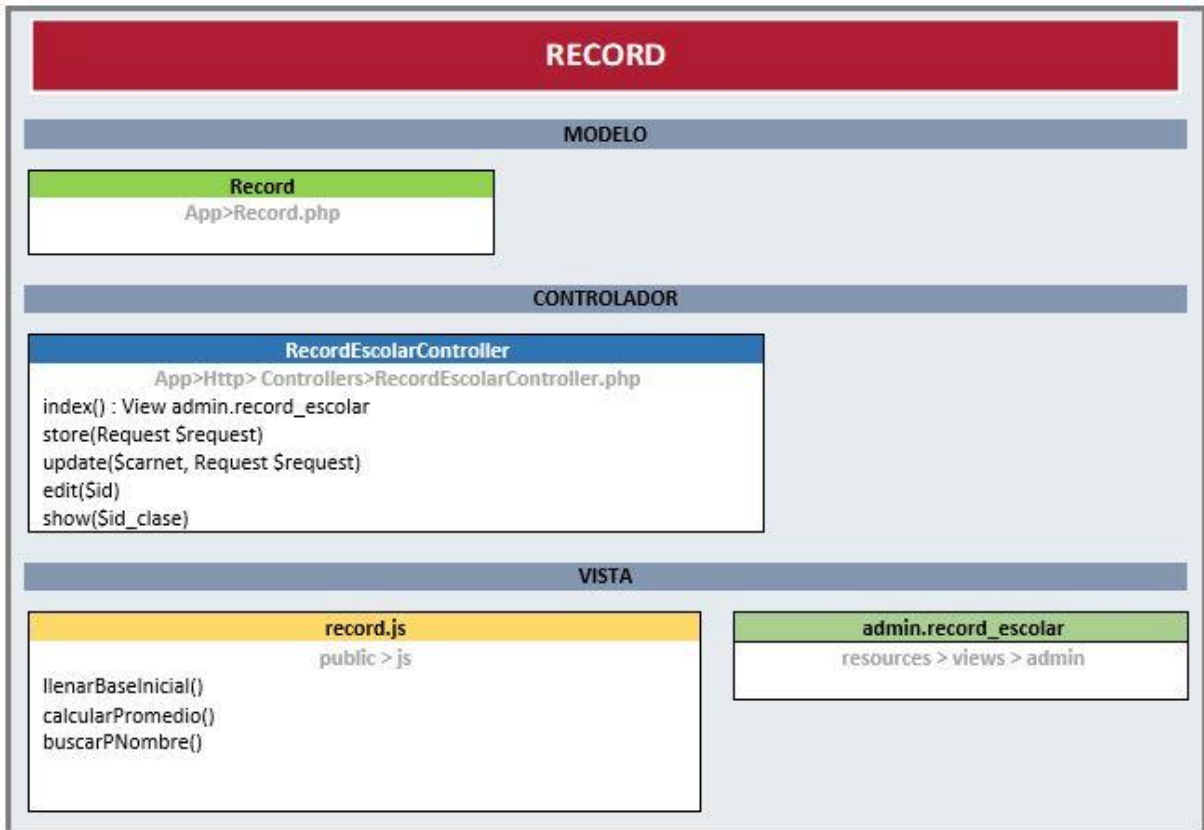 RECORD
MODELO
Record
App>Record.php
CONTROLADOR
RecordEscolarController
App>Http> Controllers>RecordEscolarController.php
index() : View admin.record_escolar
store(Request $request)
update($carnet, Request $request)
edit($id)
show($id_clase)
VISTA
record.js
public > js
llenarBaseInicial()
calcularPromedio()
buscarPNombre()
admin.record_escolar
resources > views > admin